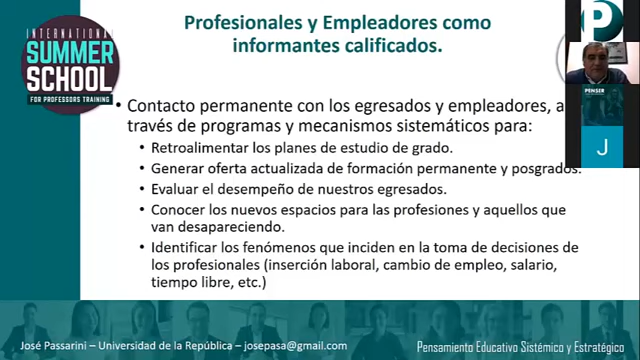 INTERNATIONAL
SUMMER
SCHOOL
FOR PROFESSORS TRAINING
Profesionales y Empleadores como
informantes calificados.
• Contacto permanente con los egresados y empleadores, a
través de programas y mecanismos sistemáticos para:
• Retroalimentar los planes de estudio de grado.
• Generar oferta actualizada de formación permanente y posgrados.
• Evaluar el desempeño de nuestros egresados.
• Conocer los nuevos espacios para las profesiones y aquellos que
van desapareciendo.
• Identificar los fenómenos que inciden en la toma de decisiones de
los profesionales (inserción laboral, cambio de empleo, salario,
tiempo libre, etc.)
P
PENSER
J
José Passarini – Universidad de la República – josepasa@gmail.com
Pensamiento Educativo Sistémico y Estratégico